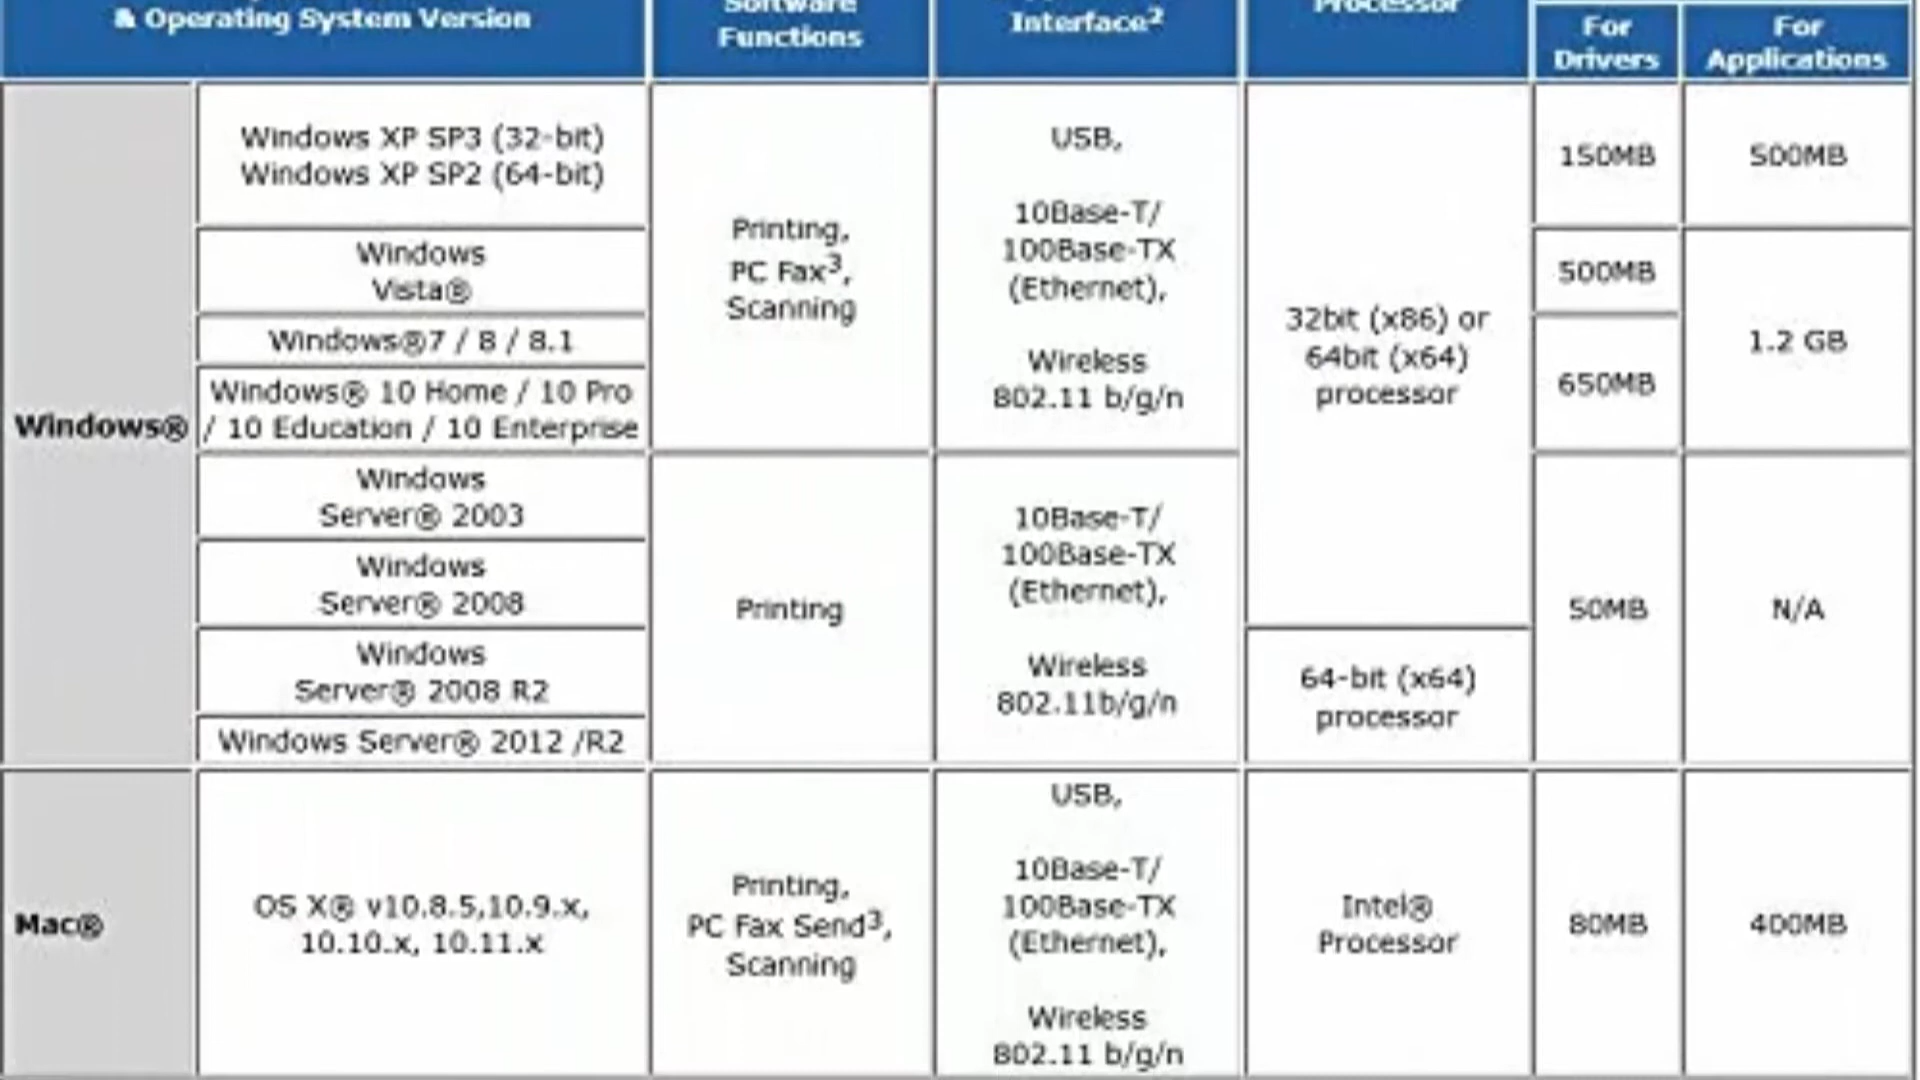 & Operating System Version
Software
Functions
Interface²
Processor
For
Drivers
For
Applications
Windows®
Windows XP SP3 (32-bit)
Windows XP SP2 (64-bit)
Printing,
PC Fax³,
Scanning
USB,
10Base-T/
100Base-TX
(Ethernet),
Wireless
802.11 b/g/n
32bit (x86) or
64bit (x64)
processor
150MB
500MB
Windows
Vista®
500MB
1.2 GB
Windows®7 / 8 / 8.1
650MB
Windows® 10 Home / 10 Pro
/ 10 Education / 10 Enterprise
Windows
Server® 2003
Printing
10Base-T/
100Base-TX
(Ethernet),
Wireless
802.11b/g/n
50MB
N/A
Windows
Server® 2008
Windows
Server® 2008 R2
64-bit (x64)
processor
Windows Server® 2012 /R2
Mac®
OS X® v10.8.5,10.9.x,
10.10.x, 10.11.x
Printing,
PC Fax Send³,
Scanning
USB,
10Base-T/
100Base-TX
(Ethernet),
Wireless
802.11 b/g/n
Intel®
Processor
80MB
400MB